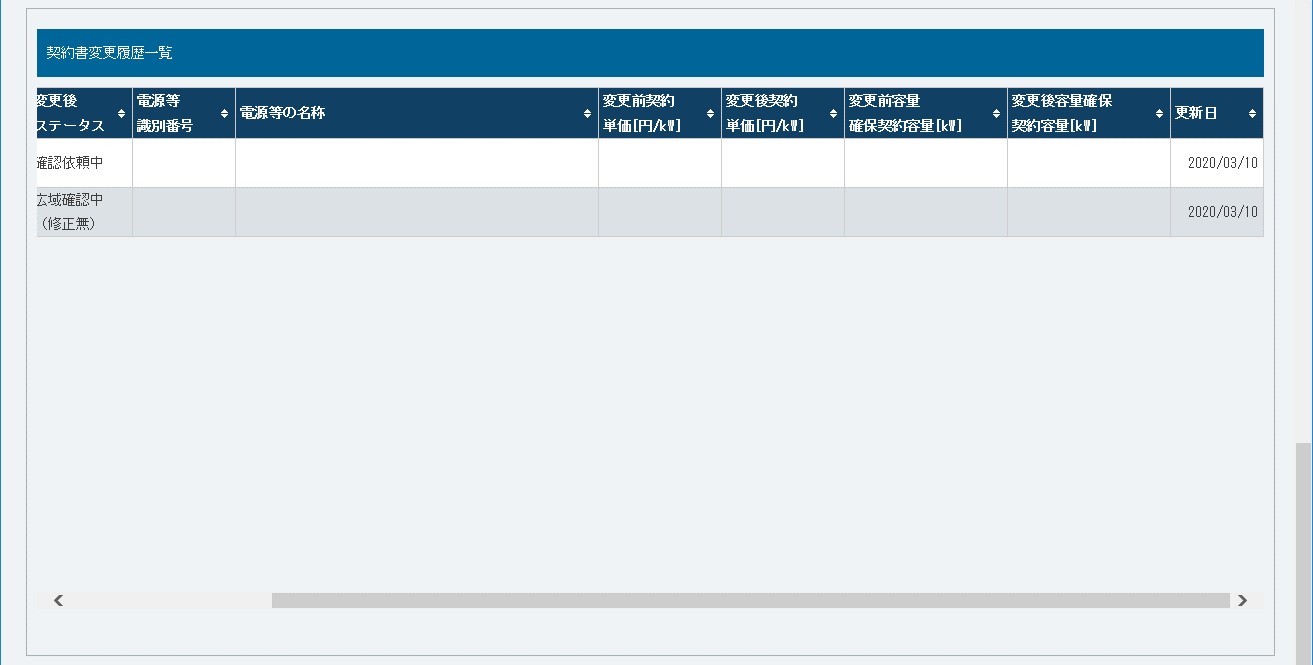 契約書変更履歴一覧
変更後
ステータス
電源等
識別番号
電源等の名称
変更前契約
単価[円/kW]
変更後契約
単価[円/kW]
変更前容量
確保契約容量[kW]
変更後容量確保
契約容量[kW]
更新日
確認依頼中
2020/03/10
広域確認中
（修正無）
2020/03/10